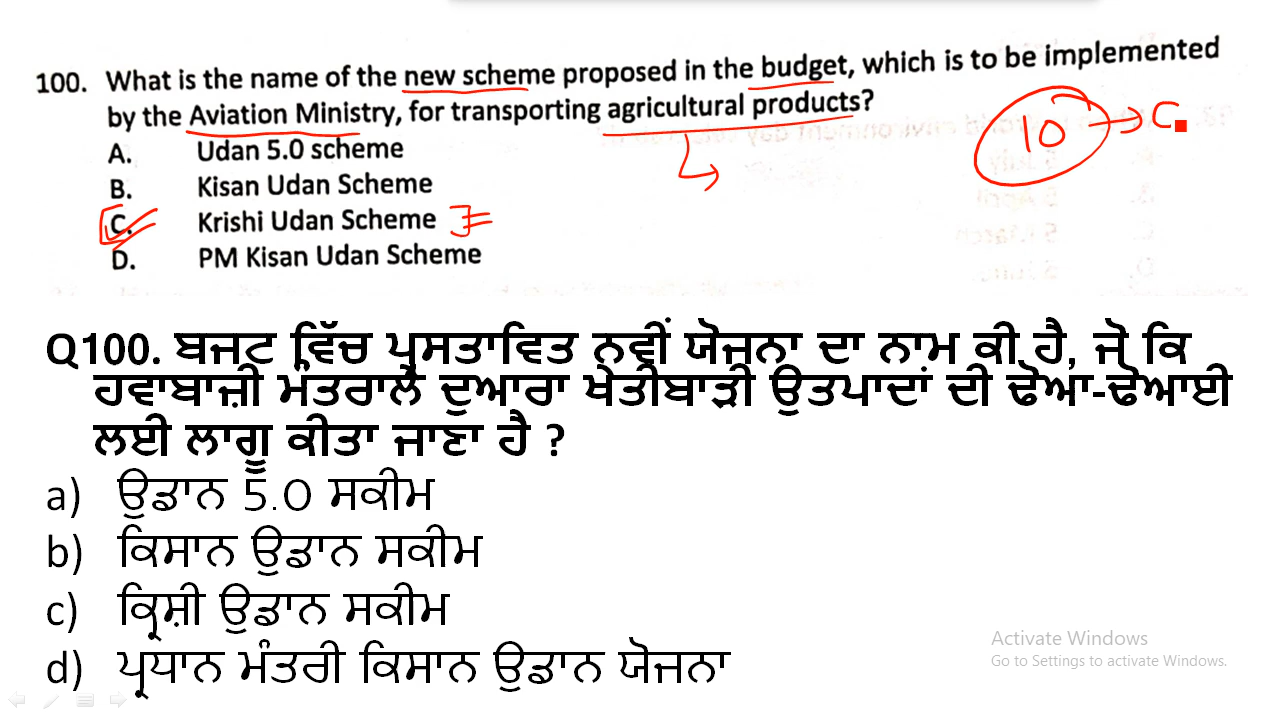 100. What is the name of the new scheme proposed in the budget, which is to be implemented
by the Aviation Ministry, for transporting agricultural products?
10 → C.
A. Udan 5.0 scheme
B. Kisan Udan Scheme
C. Krishi Udan Scheme
D. PM Kisan Udan Scheme
Q100. ਬਜਟ ਵਿੱਚ ਪ੍ਰਸਤਾਵਿਤ ਨਵੀਂ ਯੋਜਨਾ ਦਾ ਨਾਮ ਕੀ ਹੈ, ਜੋ ਕਿ
ਹਵਾਬਾਜ਼ੀ ਮੰਤਰਾਲੇ ਦੁਆਰਾ ਖੇਤੀਬਾੜੀ ਉਤਪਾਦਾਂ ਦੀ ਢੋਆ-ਢੋਆਈ
ਲਈ ਲਾਗੂ ਕੀਤਾ ਜਾਣਾ ਹੈ ?
a) ਉਡਾਨ 5.0 ਸਕੀਮ
b) ਕਿਸਾਨ ਉਡਾਨ ਸਕੀਮ
c) ਕ੍ਰਿਸ਼ੀ ਉਡਾਨ ਸਕੀਮ
d) ਪ੍ਰਧਾਨ ਮੰਤਰੀ ਕਿਸਾਨ ਉਡਾਨ ਯੋਜਨਾ
Activate Windows
Go to Settings to activate Windows.